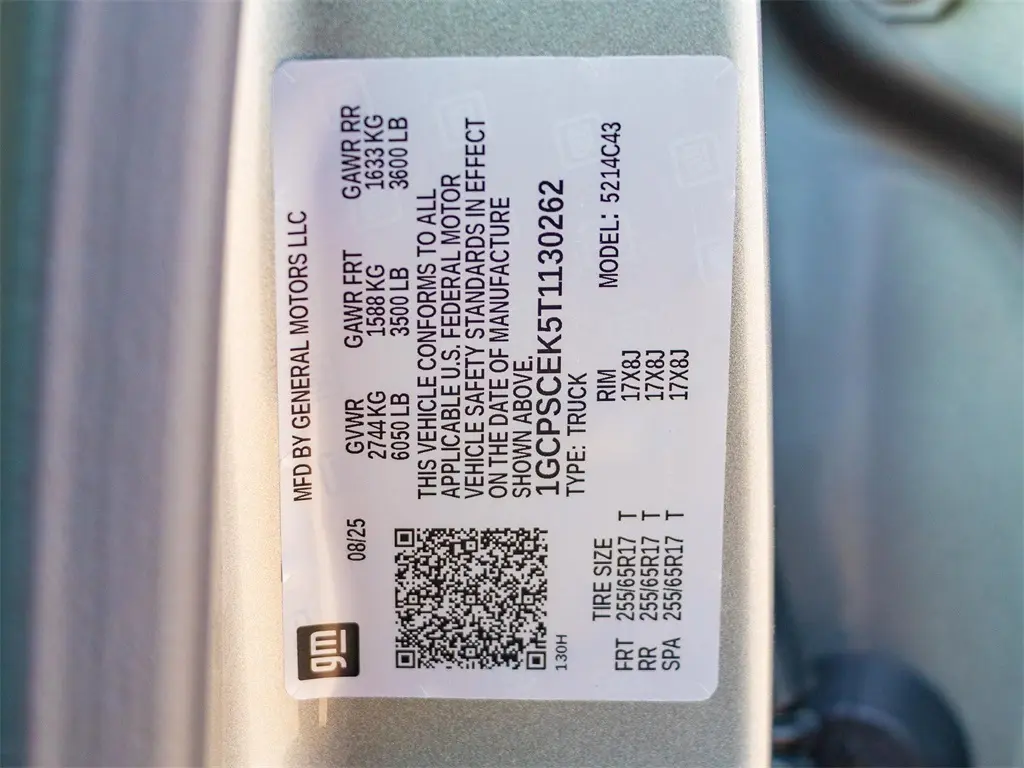 gm
MFD BY GENERAL MOTORS LLC
08/25
GVWR GAWR FRT GAWR RR
2744 KG 1588 KG 1633 KG
6050 LB 3500 LB 3600 LB
THIS VEHICLE CONFORMS TO ALL
APPLICABLE U.S. FEDERAL MOTOR
VEHICLE SAFETY STANDARDS IN EFFECT
ON THE DATE OF MANUFACTURE
SHOWN ABOVE.
1GCPSCEK5T1130262
130H
TYPE: TRUCK
MODEL: 5214C43
TIRE SIZE RIM
FRT 255/65R17 T 17X8J
RR 255/65R17 T 17X8J
SPA 255/65R17 T 17X8J